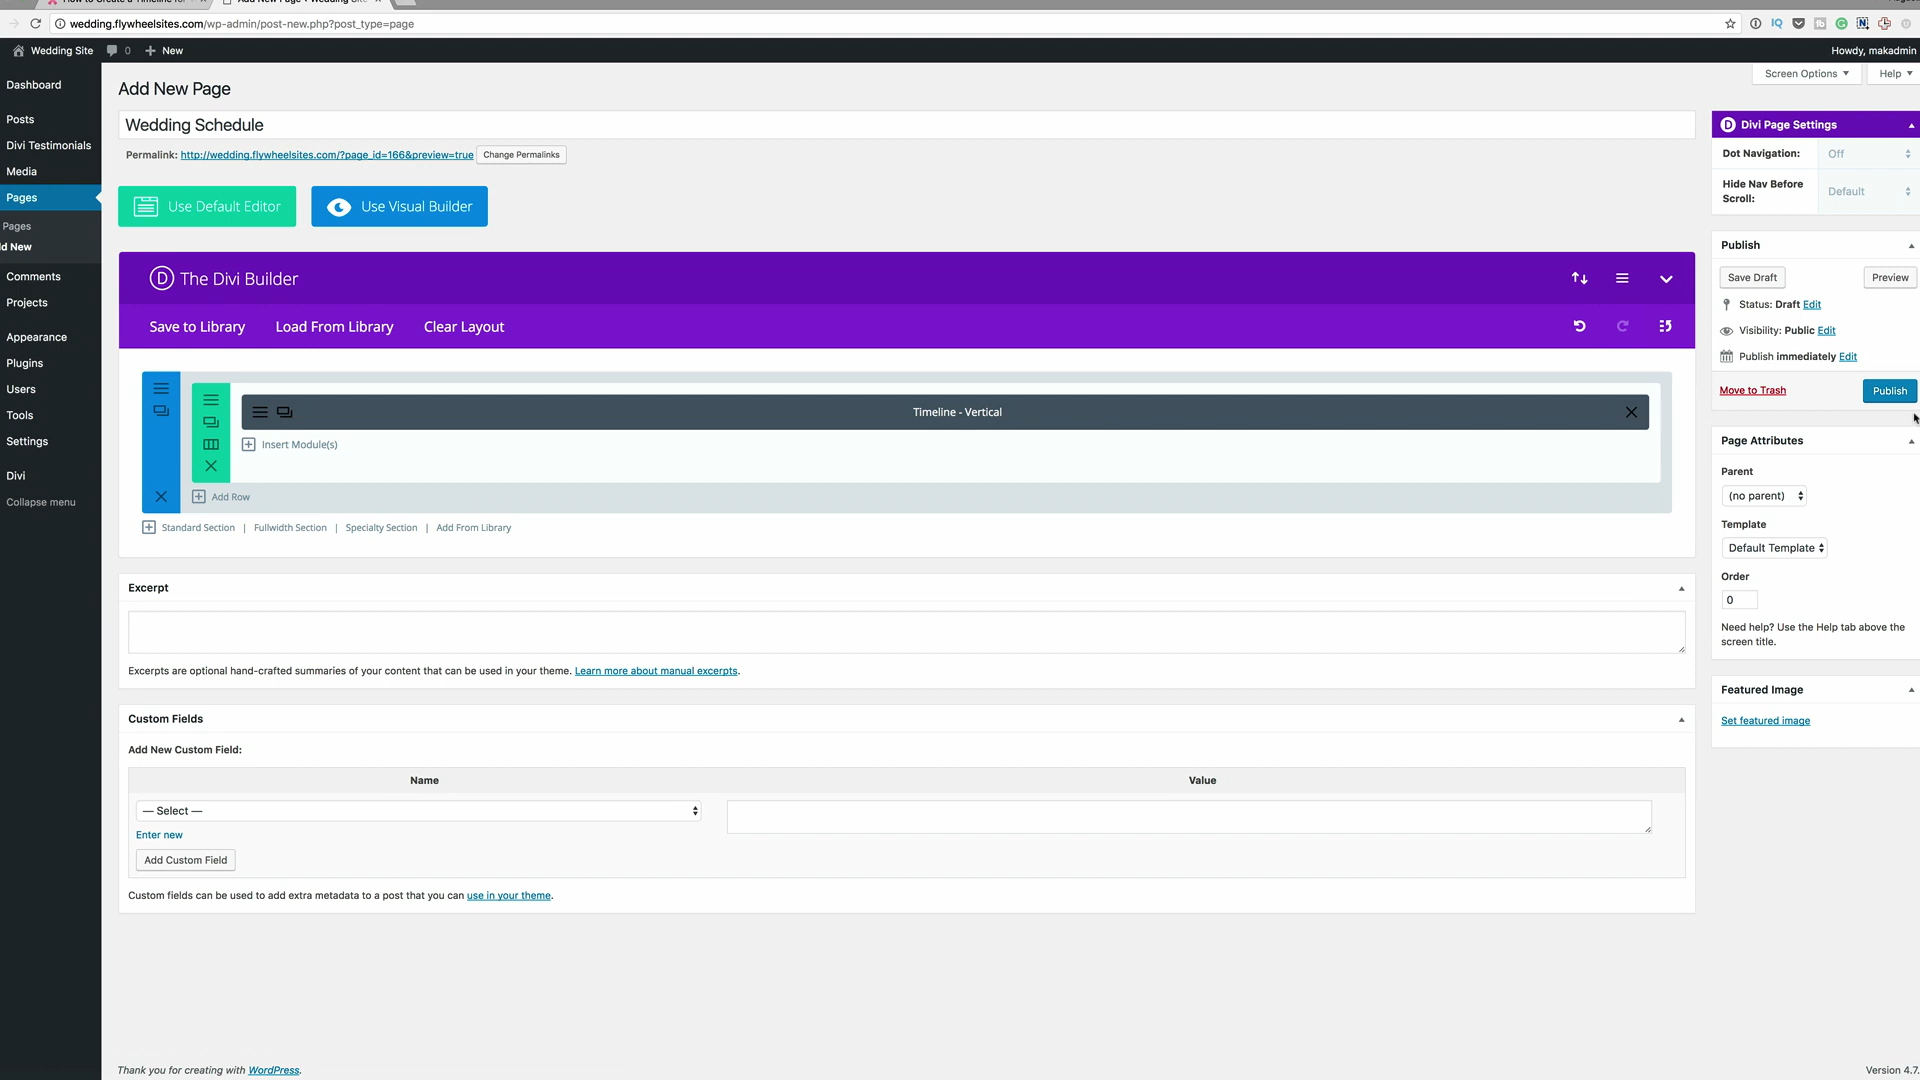 Add New Page ‹ Wedding Sit
wedding.flywheelsites.com/wp-admin/post-new.php?post_type=page
Wedding Site 0 New
Howdy, makadmin
Screen Options Help
Dashboard
Posts
Divi Testimonials
Media
Pages
Pages
d New
Comments
Projects
Appearance
Plugins
Users
Tools
Settings
Divi
Collapse menu
Add New Page
Wedding Schedule
Permalink: http://wedding.flywheelsites.com/?page_id=166&preview=true Change Permalinks
Use Default Editor Use Visual Builder
The Divi Builder
Save to Library Load From Library Clear Layout
Timeline - Vertical
Insert Module(s)
Add Row
Standard Section | Fullwidth Section | Specialty Section | Add From Library
Excerpt
Excerpts are optional hand-crafted summaries of your content that can be used in your theme. Learn more about manual excerpts.
Custom Fields
Add New Custom Field:
Name Value
— Select —
Enter new
Add Custom Field
Custom fields can be used to add extra metadata to a post that you can use in your theme.
Divi Page Settings
Dot Navigation: Off
Hide Nav Before
Scroll:
Default
Publish
Save Draft Preview
Status: Draft Edit
Visibility: Public Edit
Publish immediately Edit
Move to Trash Publish
Page Attributes
Parent
(no parent)
Template
Default Template
Order
0
Need help? Use the Help tab above the
screen title.
Featured Image
Set featured image
Thank you for creating with WordPress.
Version 4.7.